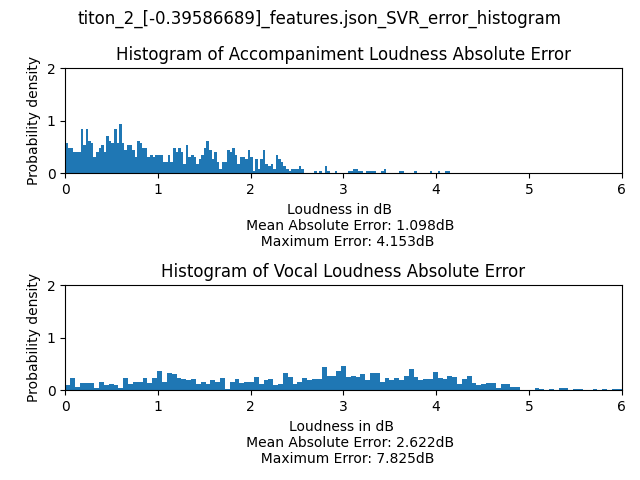 titon_2_[-0.39586689]_features.json_SVR_error_histogram
Histogram of Accompaniment Loudness Absolute Error
Probability density
2
1
0
0 1 2 3 4 5 6
Loudness in dB
Mean Absolute Error: 1.098dB
Maximum Error: 4.153dB
Histogram of Vocal Loudness Absolute Error
Probability density
2
1
0
0 1 2 3 4 5 6
Loudness in dB
Mean Absolute Error: 2.622dB
Maximum Error: 7.825dB